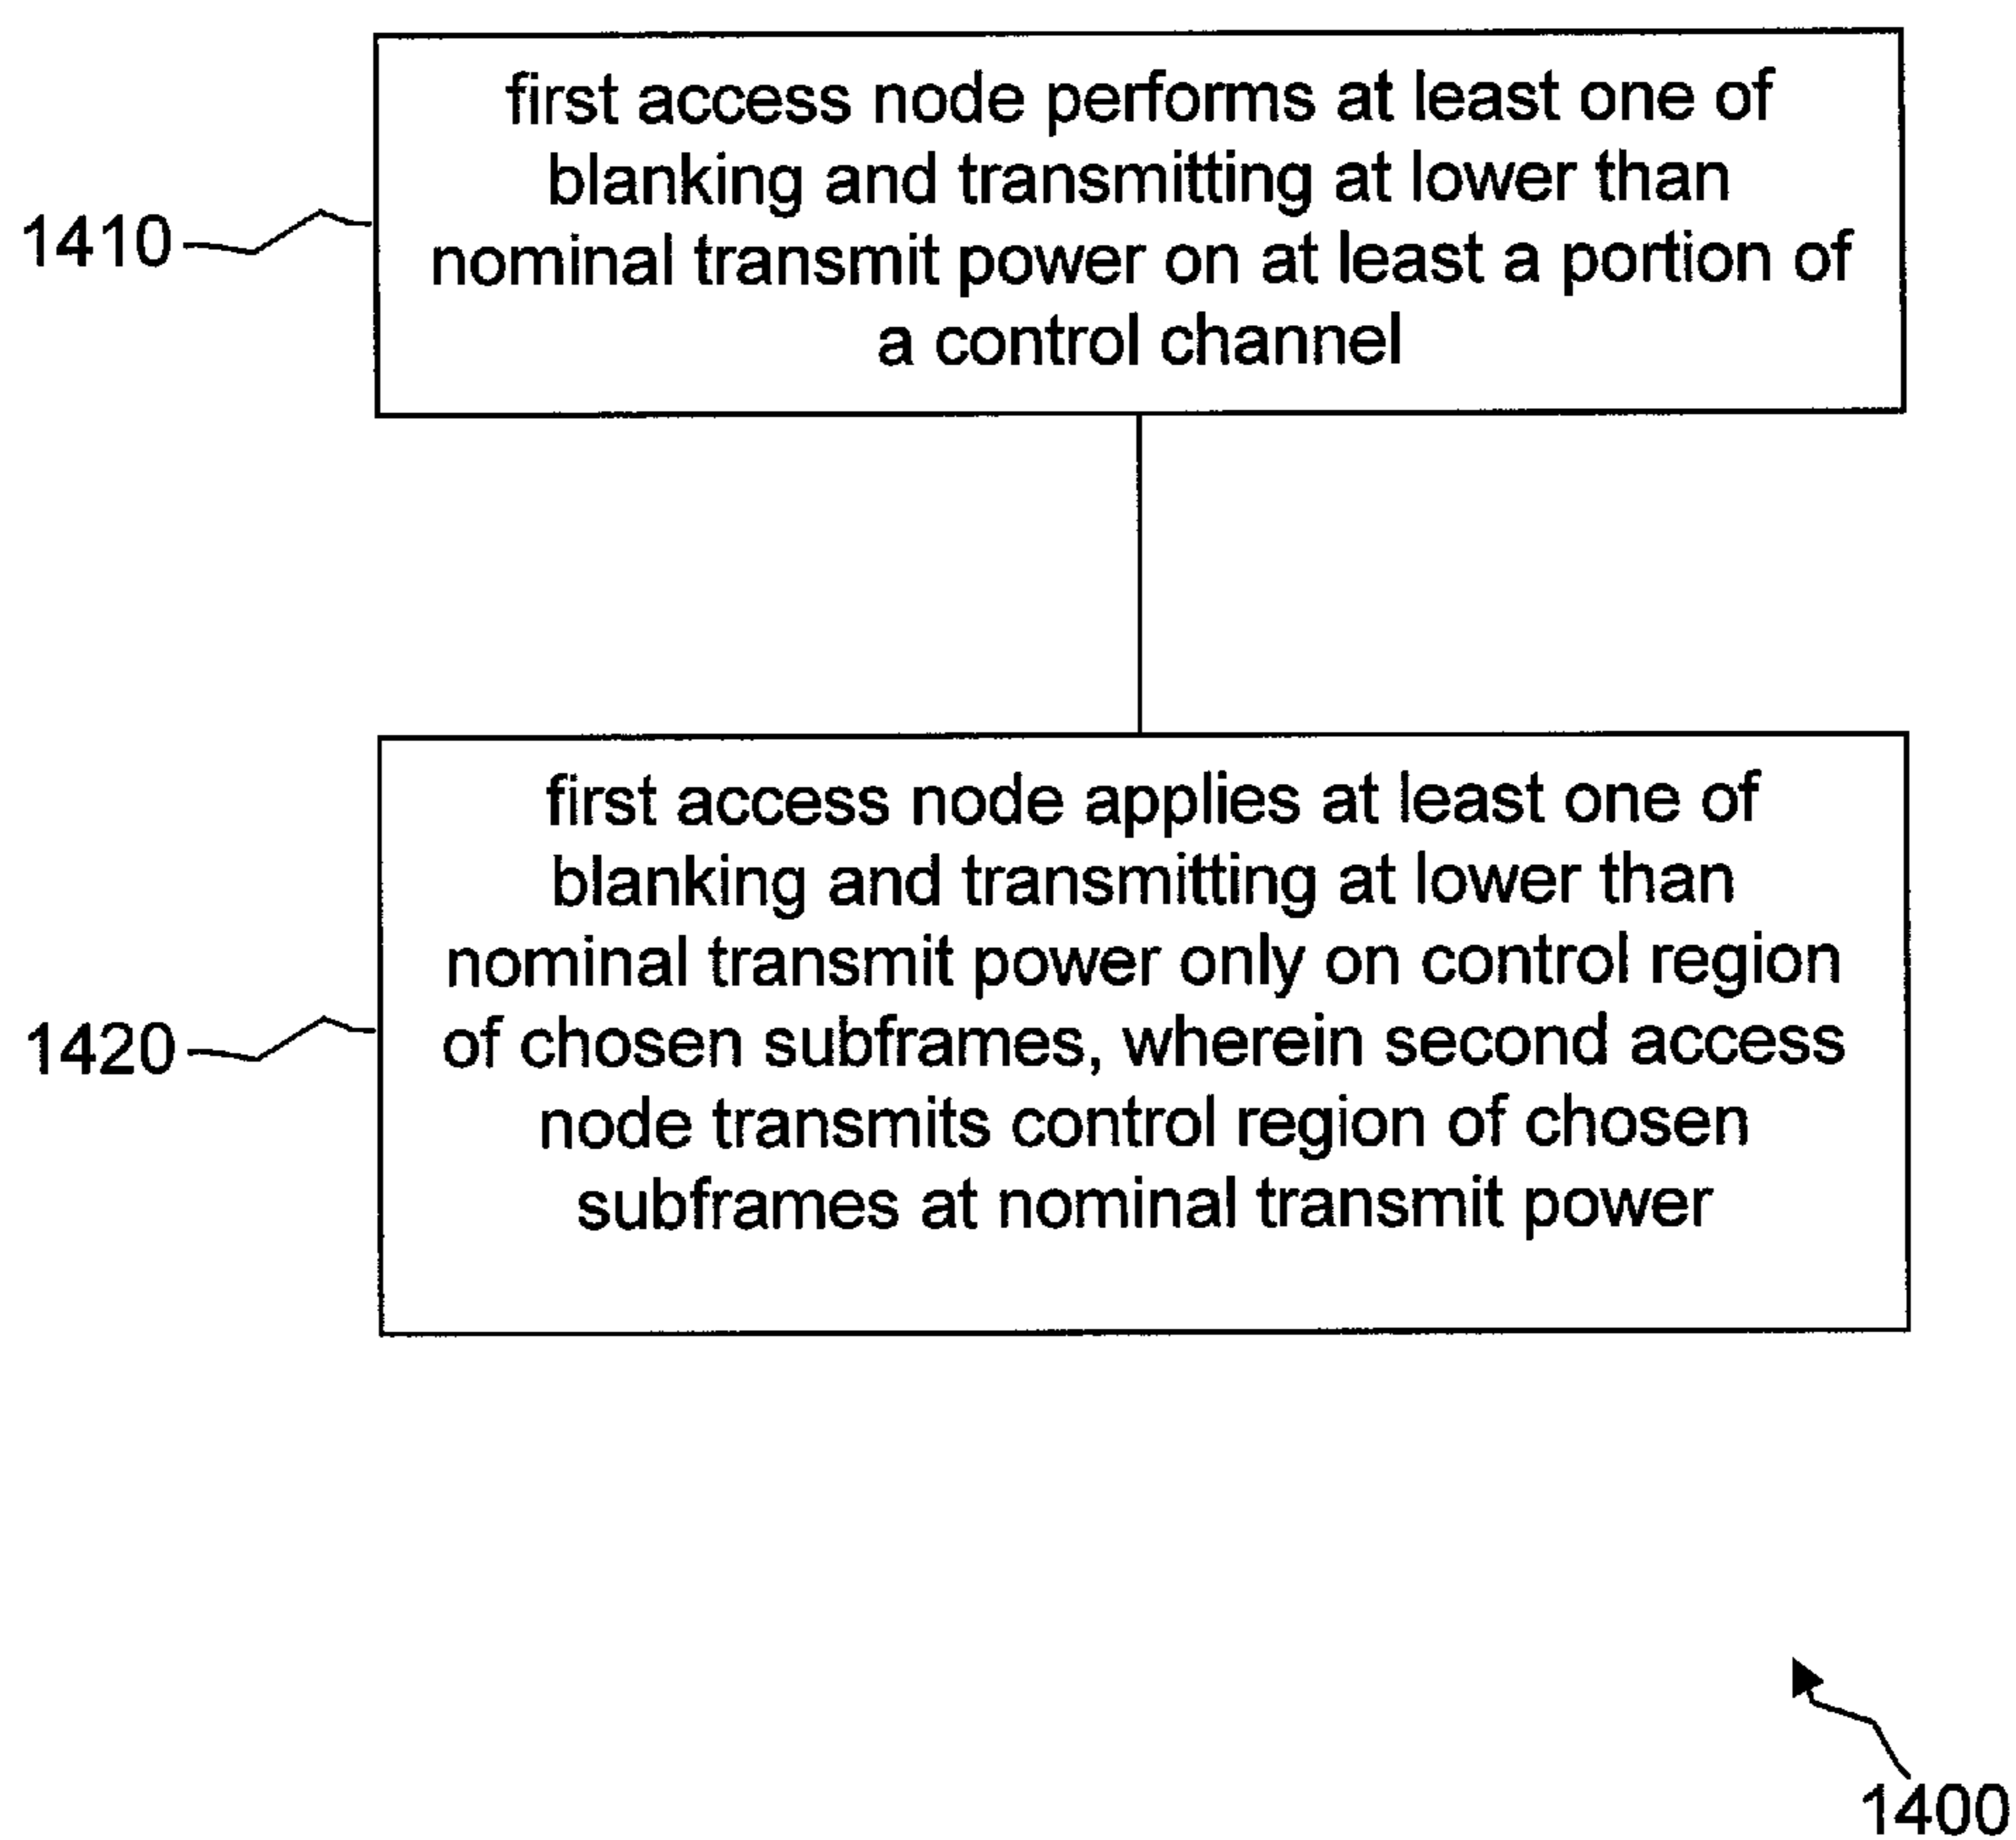 first access node performs at least one of
blanking and transmitting at lower than
nominal transmit power on at least a portion of
a control channel
1410
first access node applies at least one of
blanking and transmitting at lower than
nominal transmit power only on control region
of chosen subframes, wherein second access
node transmits control region of chosen
subframes at nominal transmit power
1420
1400